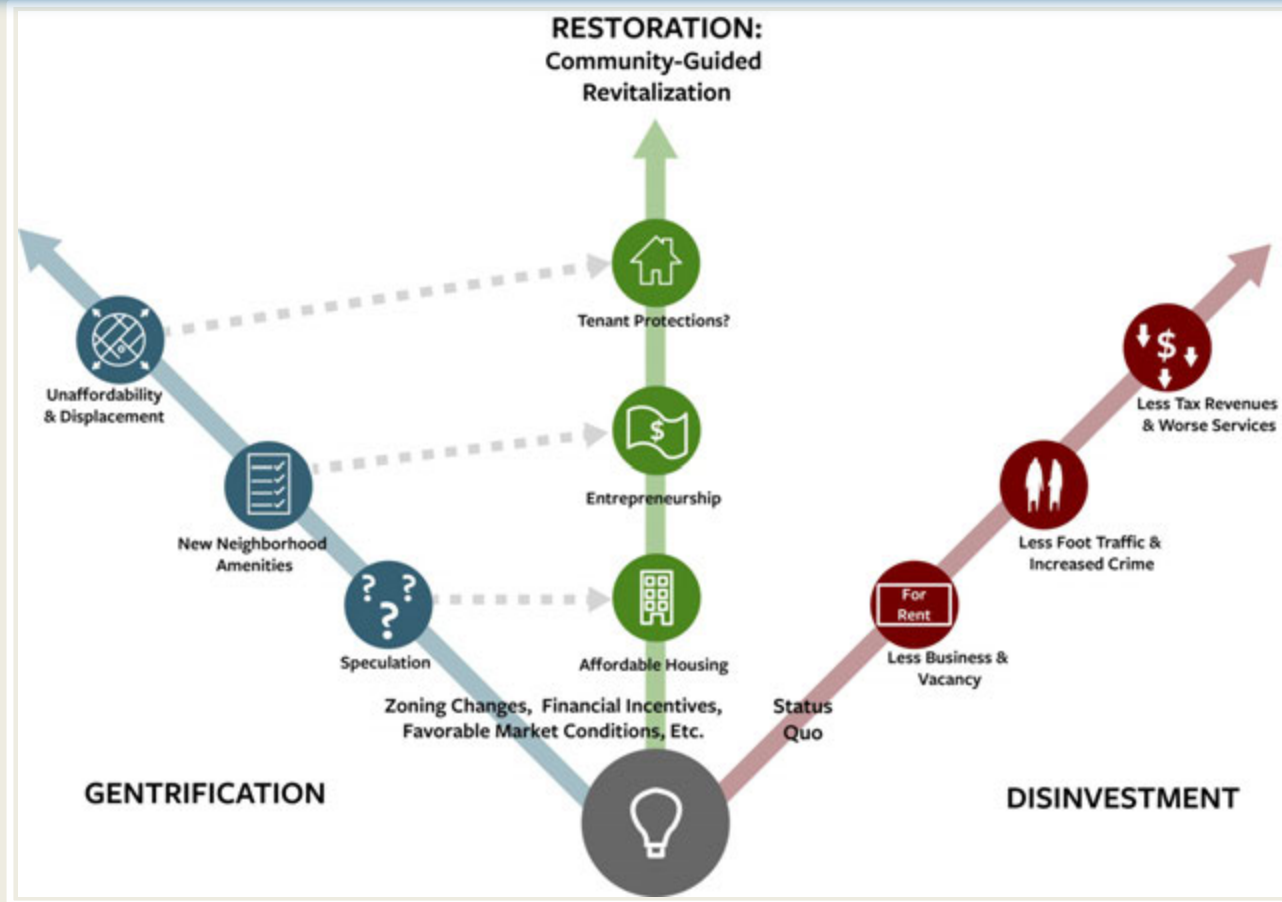 RESTORATION:
Community-Guided
Revitalization
Tenant Protections?
Unaffordability
& Displacement
$
Less Tax Revenues
& Worse Services
$
Entrepreneurship
New Neighborhood
Amenities
Less Foot Traffic &
Increased Crime
? ?
?
Speculation
Affordable Housing
For
Rent
Less Business &
Vacancy
Zoning Changes, Financial Incentives,
Favorable Market Conditions, Etc.
Status
Quo
GENTRIFICATION
DISINVESTMENT